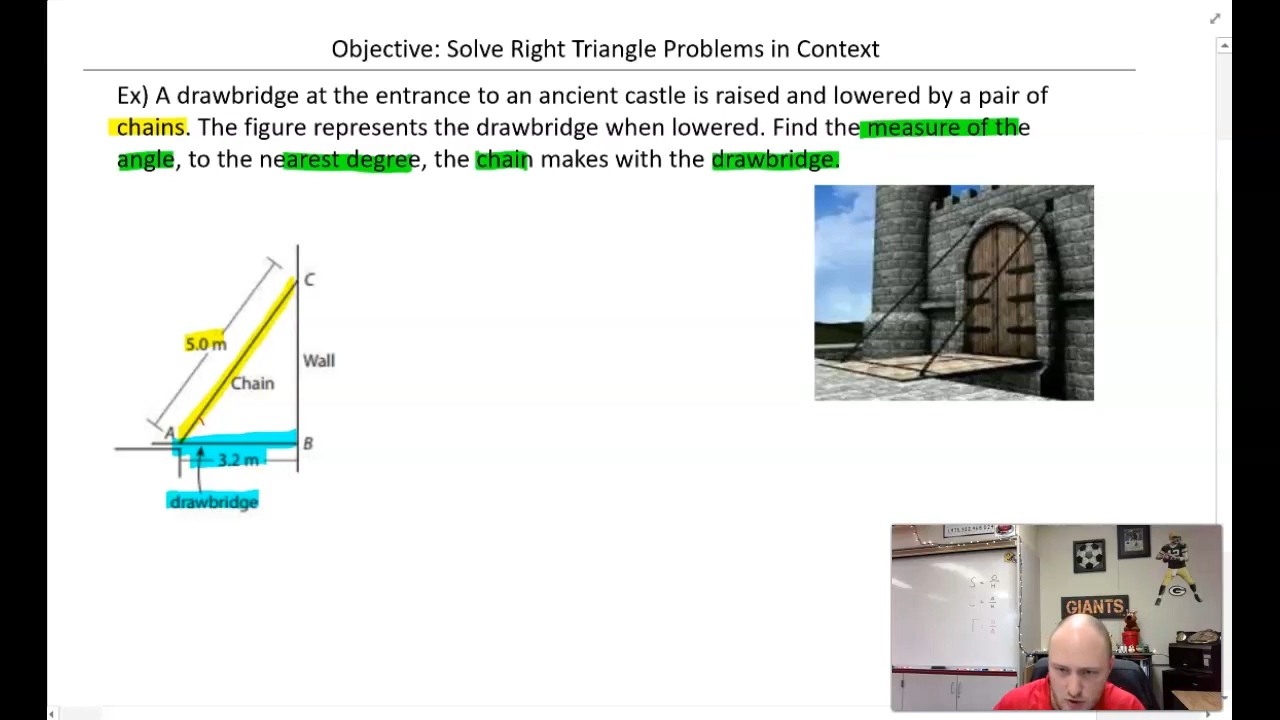 Objective: Solve Right Triangle Problems in Context
Ex) A drawbridge at the entrance to an ancient castle is raised and lowered by a pair of
chains. The figure represents the drawbridge when lowered. Find the measure of the
angle, to the nearest degree, the chain makes with the drawbridge.
C
5.0 m
Wall
Chain
A
B
3.2 m
drawbridge
GIANTS
G